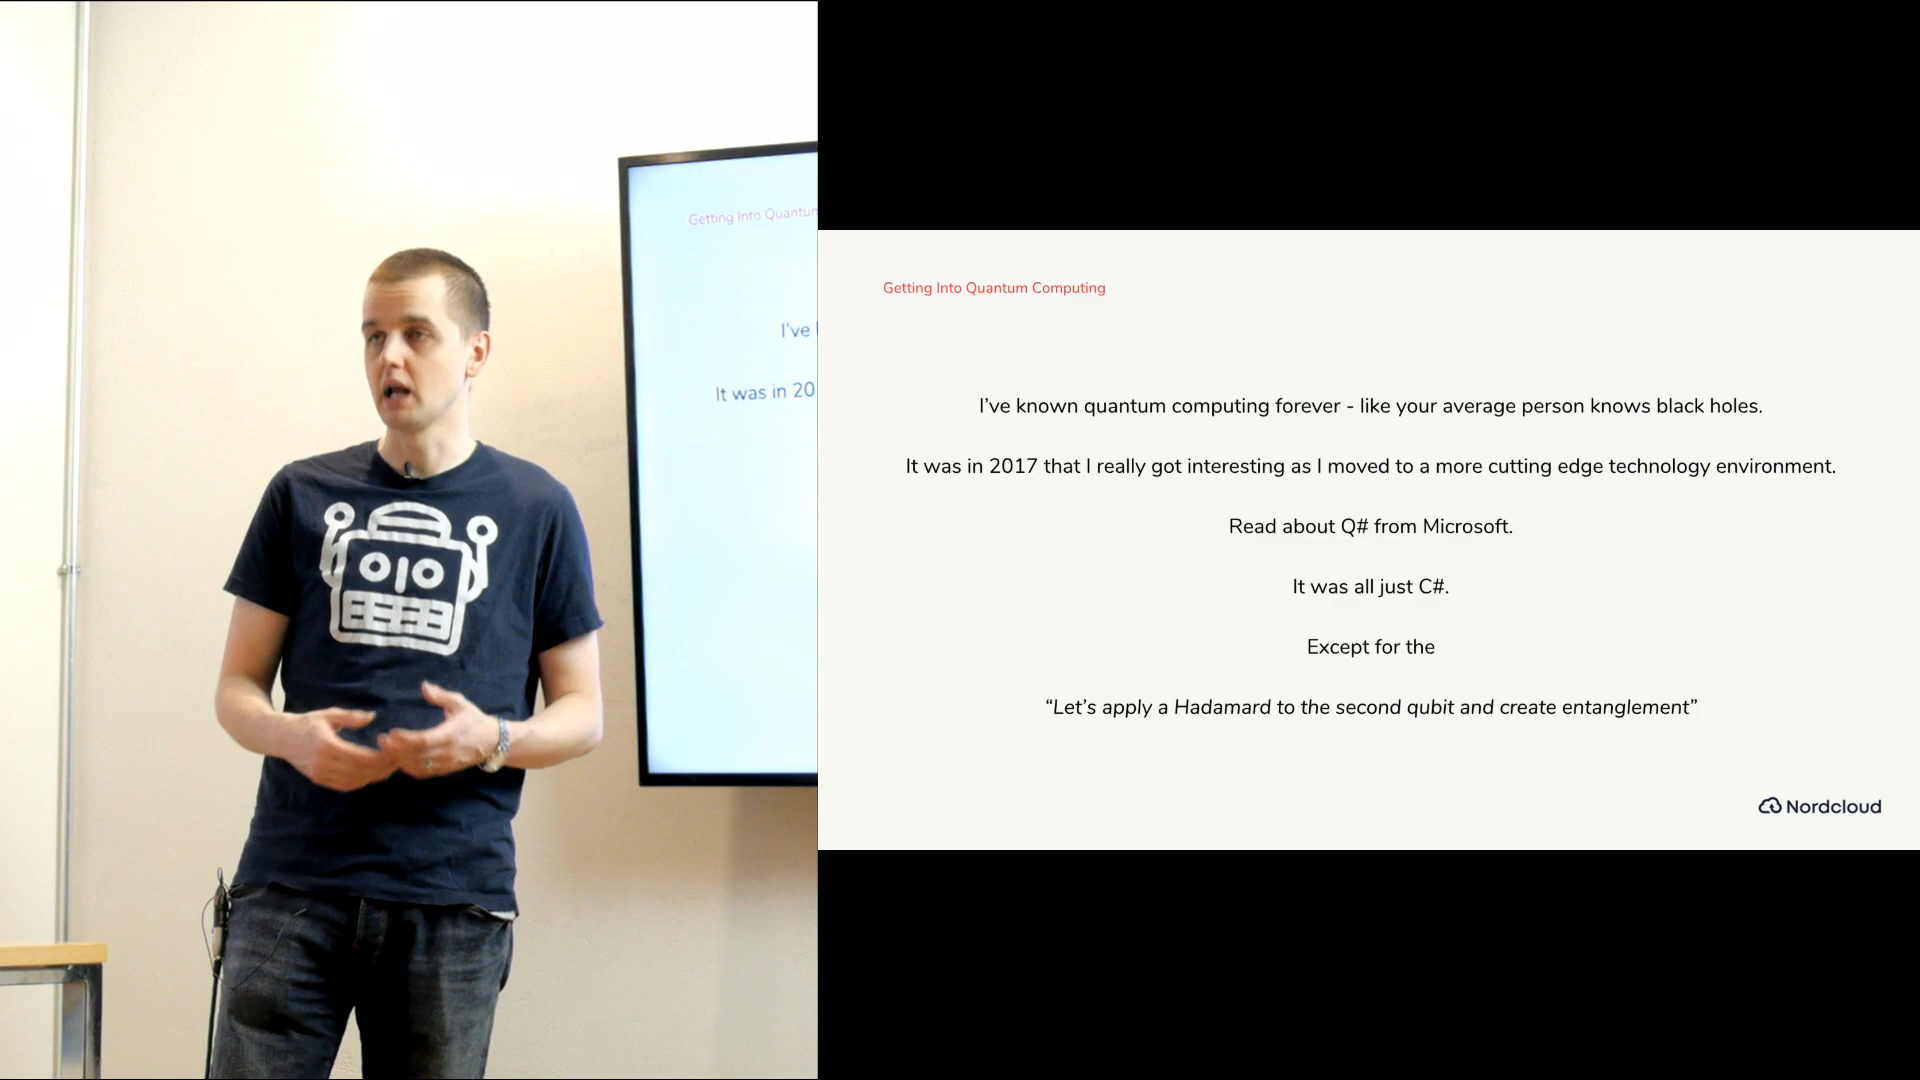 Getting Into Quantum
I've
It was in 20
Getting Into Quantum Computing
I’ve known quantum computing forever - like your average person knows black holes.
It was in 2017 that I really got interesting as I moved to a more cutting edge technology environment.
Read about Q# from Microsoft.
It was all just C#.
Except for the
“Let’s apply a Hadamard to the second qubit and create entanglement”
Nordcloud